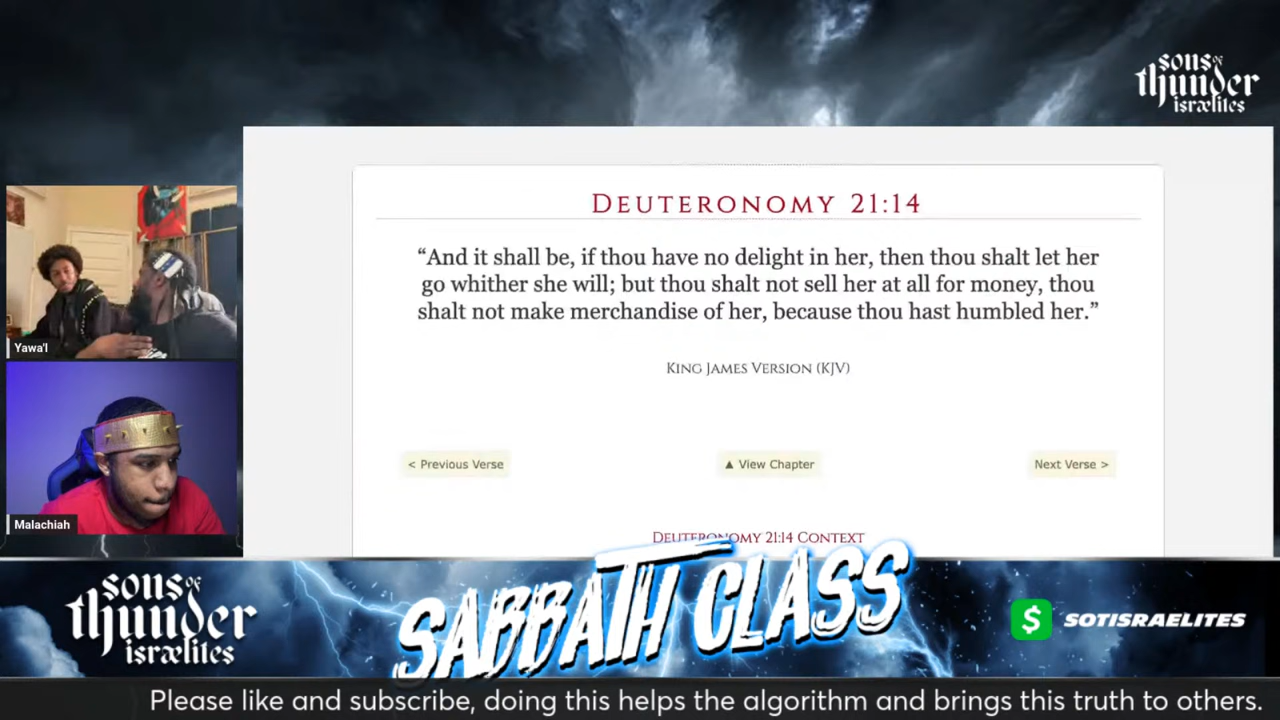 sons of
thunder
israelites
DEUTERONOMY 21:14
“And it shall be, if thou have no delight in her, then thou shalt let her
go whither she will; but thou shalt not sell her at all for money, thou
shalt not make merchandise of her, because thou hast humbled her.”
KING JAMES VERSION (KJV)
< Previous Verse
▲ View Chapter
Next Verse >
DEUTERONOMY 21:14 CONTEXT
Yawa'l
Malachiah
sons of
thunder
israelites
SABBATH CLASS
$ SOTISRAELITES
Please like and subscribe, doing this helps the algorithm and brings this truth to others.